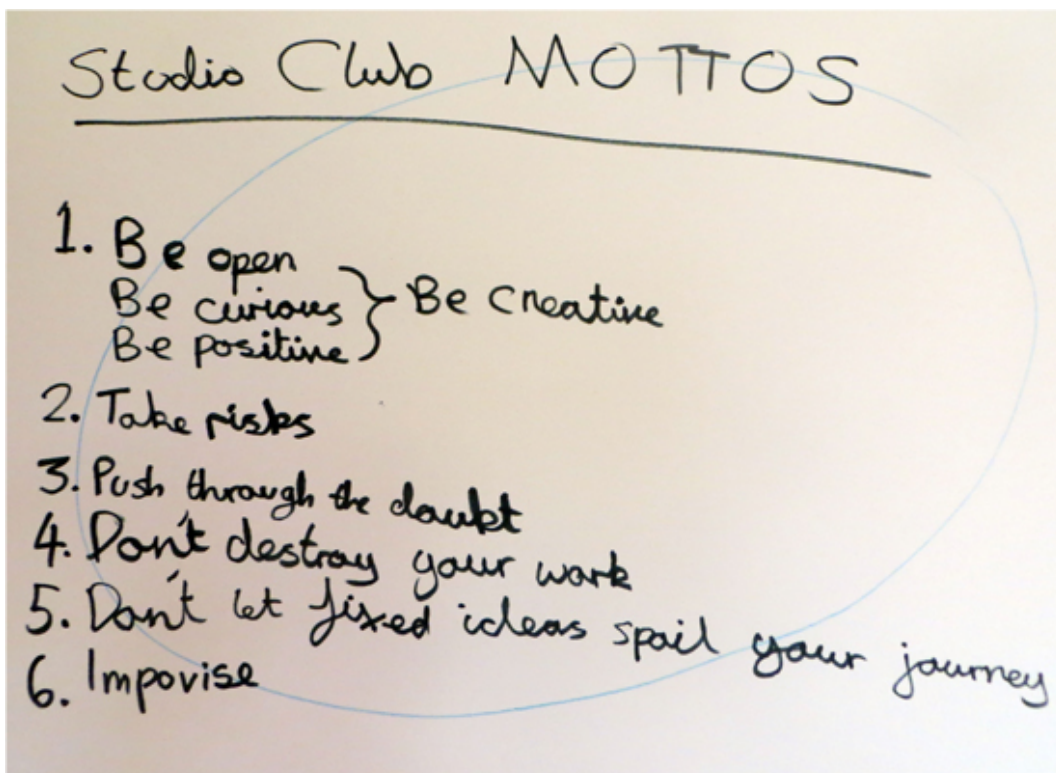 Studio Club MOTTOS
1. Be open
Be curious } Be Creative
Be positive
2. Take risks
3. Push through the doubt
4. Don't destroy your work
5. Don't let fixed ideas spoil your journey
6. Impovise